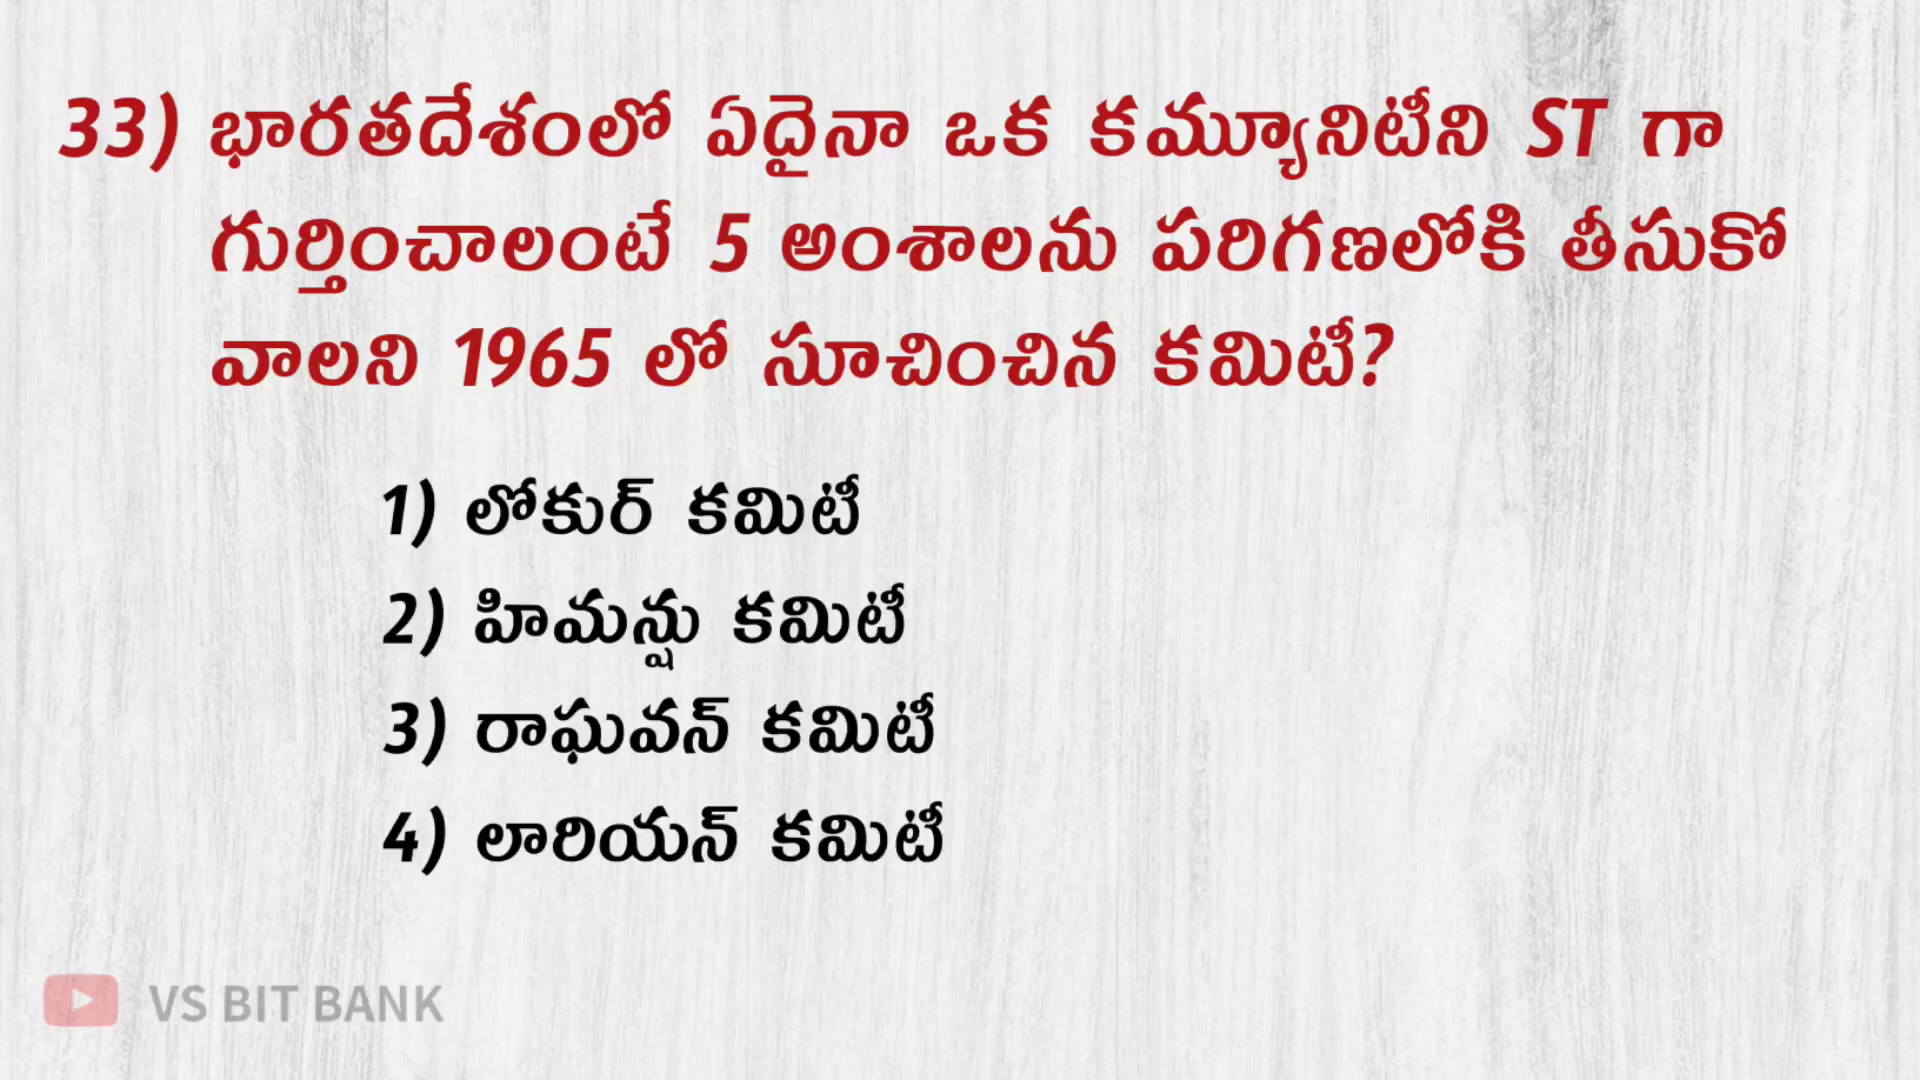 33) భారతదేశంలో ఏదైనా ఒక కమ్యూనిటీని ST గా
గుర్తించాలంటే 5 అంశాలను పరిగణలోకి తీసుకో
వాలని 1965 లో సూచించిన కమిటీ?
1) లోకుర్ కమిటీ
2) హిమన్షు కమిటీ
3) రాఘవన్ కమిటీ
4) లారియన్ కమిటీ
VS BIT BANK